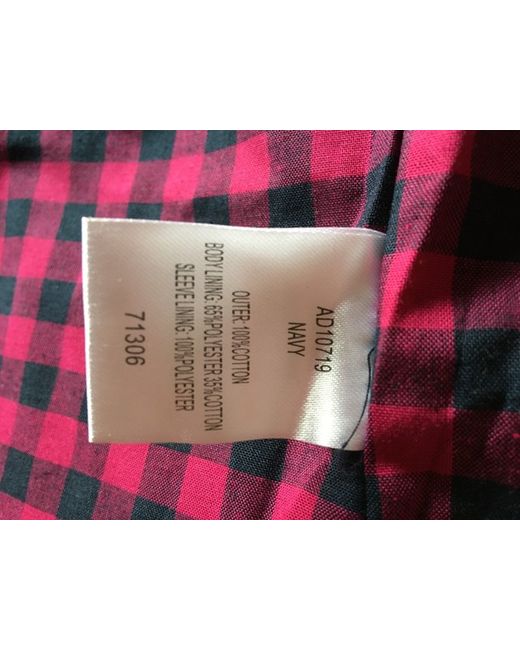 AD10719
NAVY
OUTER: 100%COTTON
BODY LINING: 65%POLYESTER 35%COTTON
SLEEVE LINING: 100%POLYESTER
71306